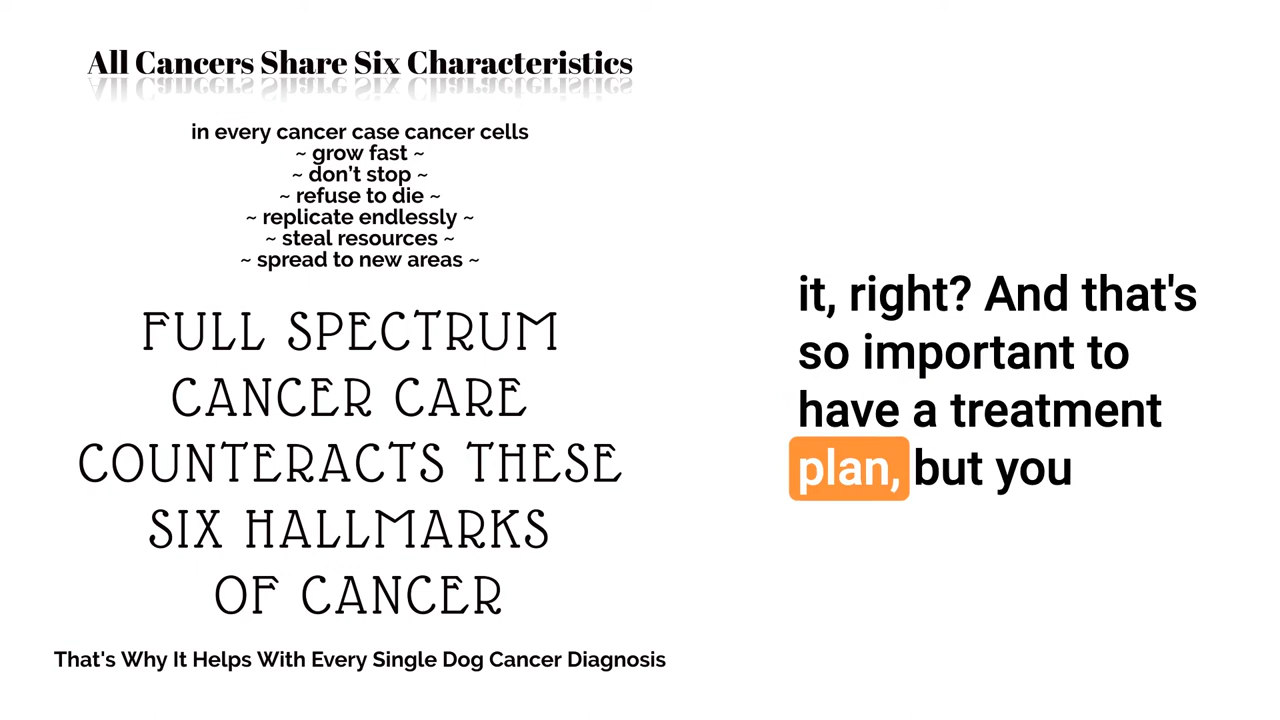 All Cancers Share Six Characteristics
in every cancer case cancer cells
~ grow fast ~
~ don't stop ~
~ refuse to die ~
~ replicate endlessly ~
~ steal resources ~
~ spread to new areas ~
FULL SPECTRUM
CANCER CARE
COUNTERACTS THESE
SIX HALLMARKS
OF CANCER
That's Why It Helps With Every Single Dog Cancer Diagnosis
it, right? And that's
so important to
have a treatment
plan, but you